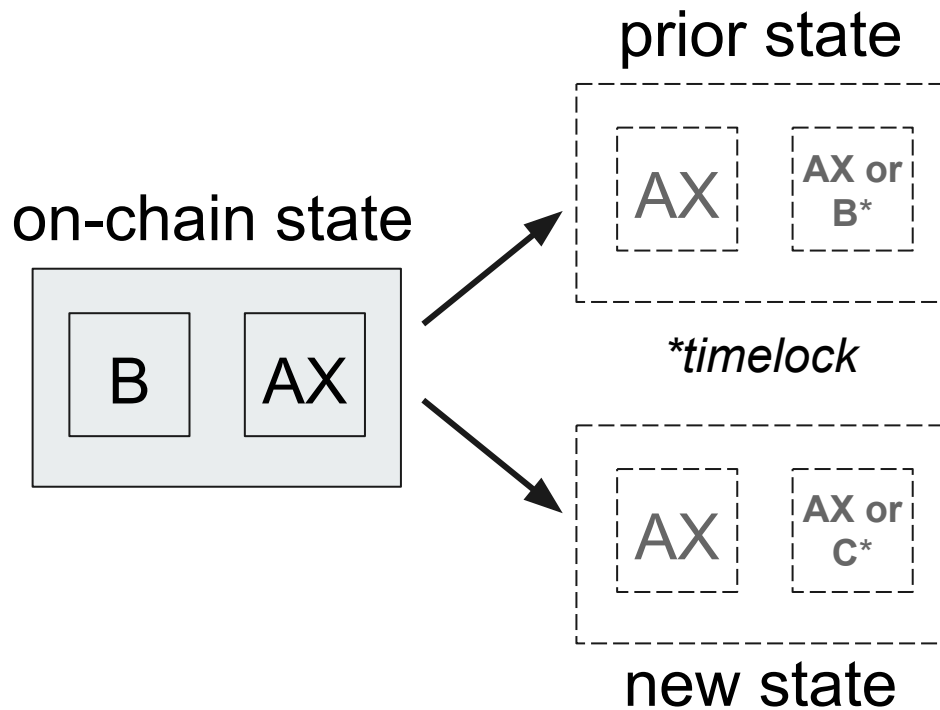 prior state
AX
AX or
B*
on-chain state
B
AX
*timelock
AX
AX or
C*
new state